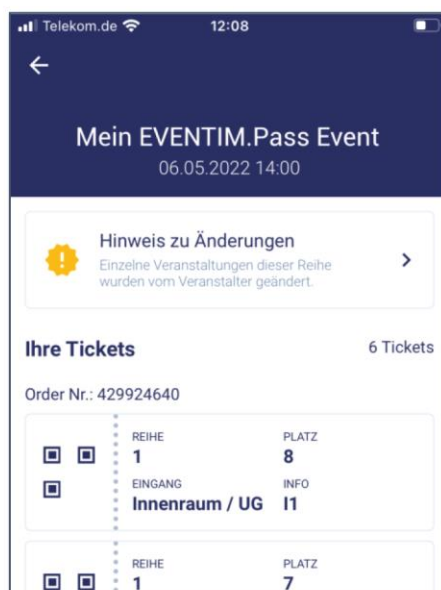 Telekom.de 12:08
Mein EVENTIM.Pass Event
06.05.2022 14:00
Hinweis zu Änderungen
Einzelne Veranstaltungen dieser Reihe
wurden vom Veranstalter geändert.
Ihre Tickets 6 Tickets
Order Nr.: 429924640
REIHE PLATZ
1 8
EINGANG INFO
Innenraum / UG I1
REIHE PLATZ
1 7